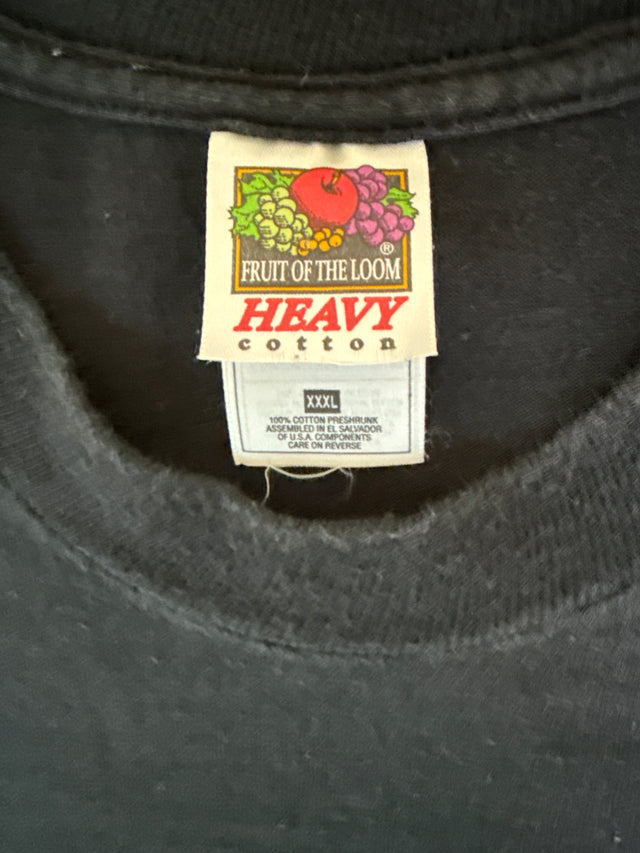 ®
FRUIT OF THE LOOM
HEAVY
cotton
XXXL
100% COTTON PRESHRUNK
ASSEMBLED IN EL SALVADOR
OF U.S.A. COMPONENTS
CARE ON REVERSE